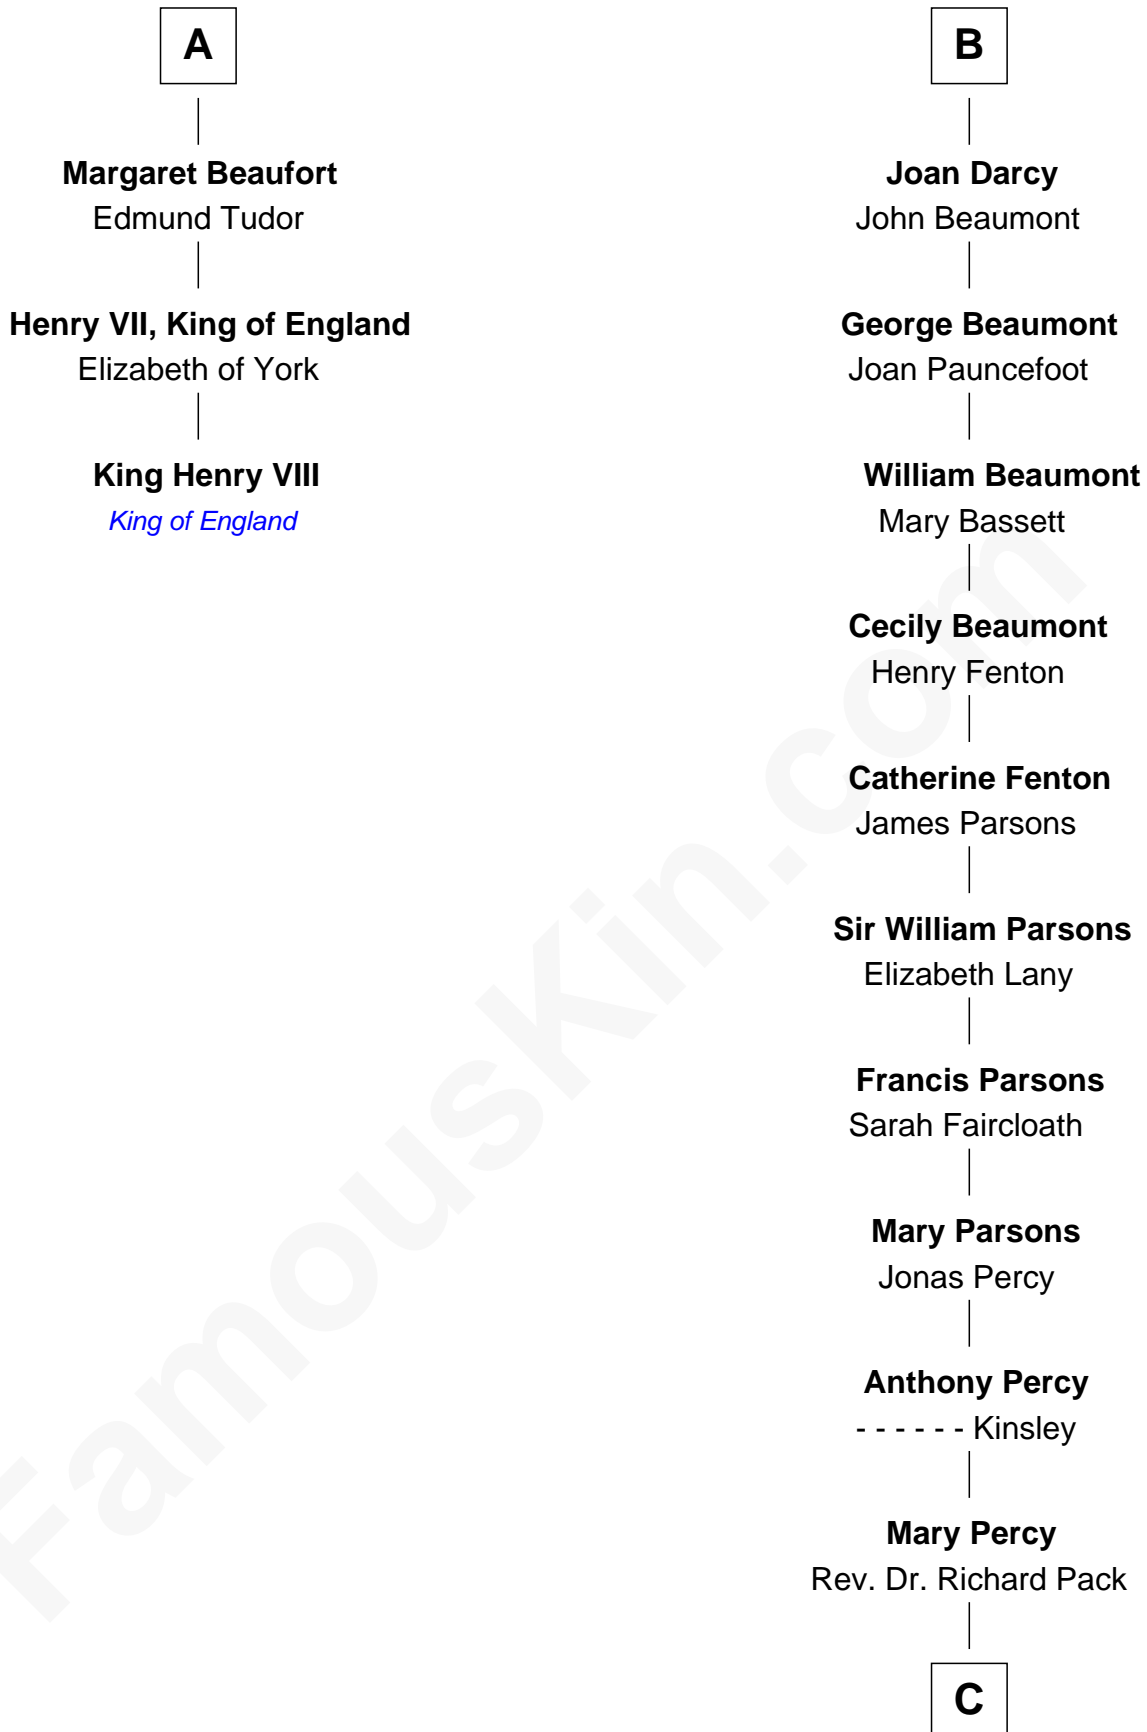 A
Margaret Beaufort
Edmund Tudor
Henry VII, King of England
Elizabeth of York
King Henry VIII
King of England
B
Joan Darcy
John Beaumont
George Beaumont
Joan Pauncefoot
William Beaumont
Mary Bassett
Cecily Beaumont
Henry Fenton
Catherine Fenton
James Parsons
Sir William Parsons
Elizabeth Lany
Francis Parsons
Sarah Faircloath
Mary Parsons
Jonas Percy
Anthony Percy
- - - - - - Kinsley
Mary Percy
Rev. Dr. Richard Pack
C
FamousKin.com